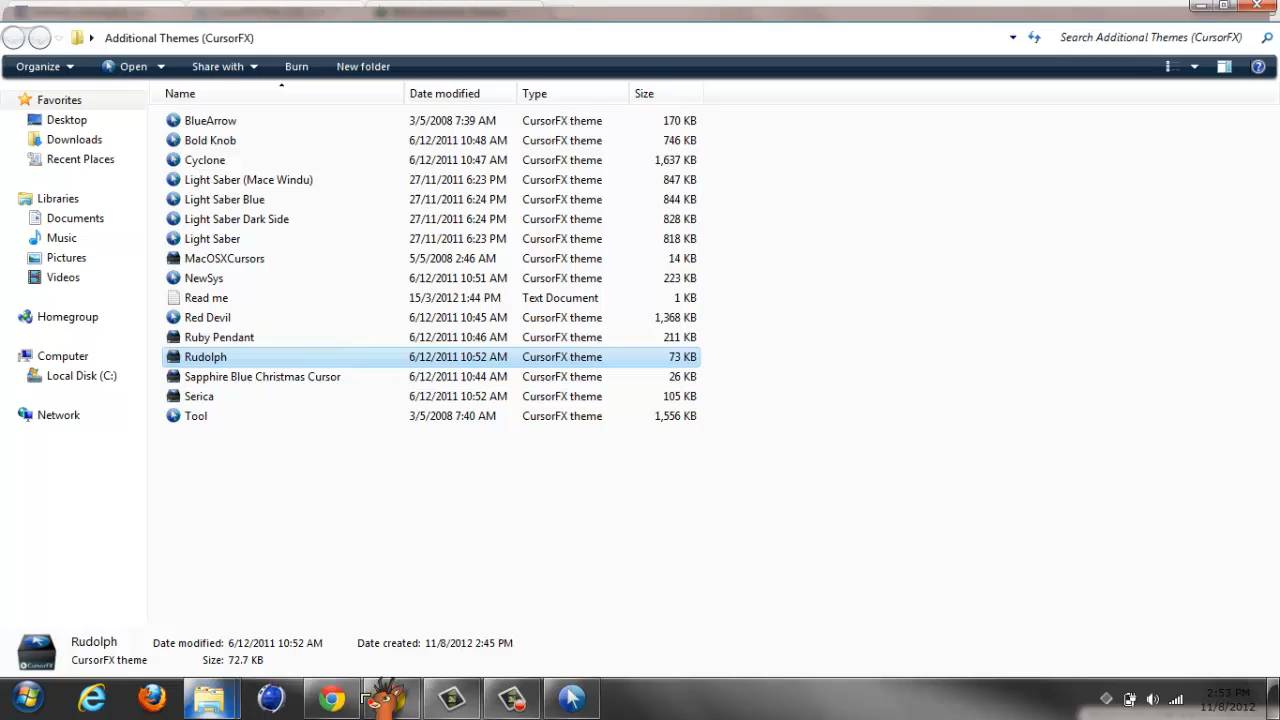 Additional Themes (CursorFX)
Search Additional Themes (CursorFX)
Organize Open Share with Burn New folder
Name Date modified Type Size
Favorites
Desktop
Downloads
Recent Places
Libraries
Documents
Music
Pictures
Videos
Homegroup
Computer
Local Disk (C:)
Network
BlueArrow 3/5/2008 7:39 AM CursorFX theme 170 KB
Bold Knob 6/12/2011 10:48 AM CursorFX theme 746 KB
Cyclone 6/12/2011 10:47 AM CursorFX theme 1,637 KB
Light Saber (Mace Windu) 27/11/2011 6:23 PM CursorFX theme 847 KB
Light Saber Blue 27/11/2011 6:24 PM CursorFX theme 844 KB
Light Saber Dark Side 27/11/2011 6:24 PM CursorFX theme 828 KB
Light Saber 27/11/2011 6:23 PM CursorFX theme 818 KB
MacOSXCursors 5/5/2008 2:46 AM CursorFX theme 14 KB
NewSys 6/12/2011 10:51 AM CursorFX theme 223 KB
Read me 15/3/2012 1:44 PM Text Document 1 KB
Red Devil 6/12/2011 10:45 AM CursorFX theme 1,368 KB
Ruby Pendant 6/12/2011 10:46 AM CursorFX theme 211 KB
Rudolph 6/12/2011 10:52 AM CursorFX theme 73 KB
Sapphire Blue Christmas Cursor 6/12/2011 10:44 AM CursorFX theme 26 KB
Serica 6/12/2011 10:52 AM CursorFX theme 105 KB
Tool 3/5/2008 7:40 AM CursorFX theme 1,556 KB
Rudolph Date modified: 6/12/2011 10:52 AM Date created: 11/8/2012 2:45 PM
CursorFX theme Size: 72.7 KB
CursorFX
2:53 PM
11/8/2012